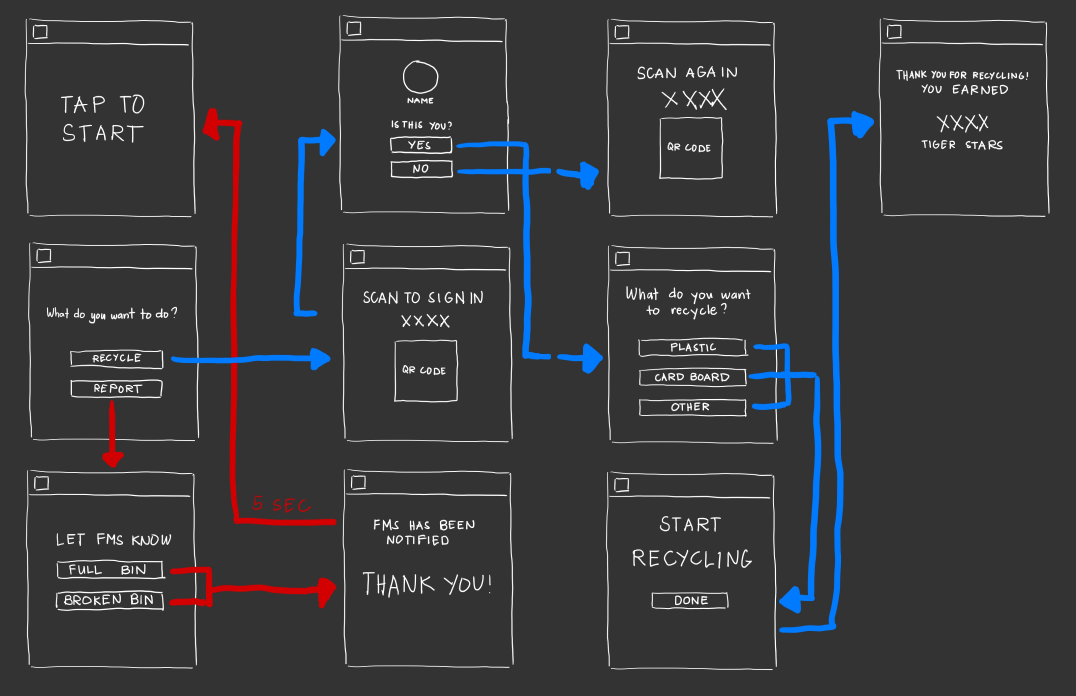 TAP TO
START
NAME
IS THIS YOU?
YES
NO
SCAN AGAIN
XXXX
QR CODE
THANK YOU FOR RECYCLING!
YOU EARNED
XXXX
TIGER STARS
What do you want to do?
RECYCLE
REPORT
SCAN TO SIGN IN
XXXX
QR CODE
What do you want
to recycle?
PLASTIC
CARD BOARD
OTHER
LET FMS KNOW
FULL BIN
BROKEN BIN
5 SEC
FMS HAS BEEN
NOTIFIED
THANK YOU!
START
RECYCLING
DONE